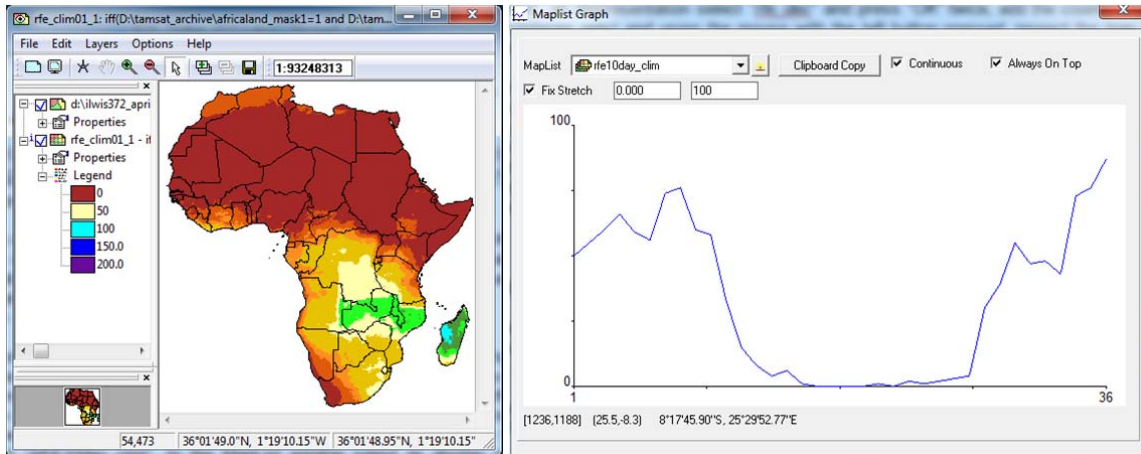 rfe_clim01_1: iff(D:\tamsat_archive\africaland_mask1=1 and D:\tam...
File Edit Layers Options Help
1:93248313
d:\ilwis372_apri
Properties
rfe_clim01_1 - if
Properties
Legend
0
50
100
150.0
200.0
54,473 36°01'49.0"N, 1°19'10.15"W 36°01'48.95"N, 1°19'10.15"
Maplist Graph
MapList rfe10day_clim Clipboard Copy Continuous Always On Top
Fix Stretch 0.000 100
100
0
1 36
[1236,1188] (25.5,-8.3) 8°17'45.90"S, 25°29'52.77"E